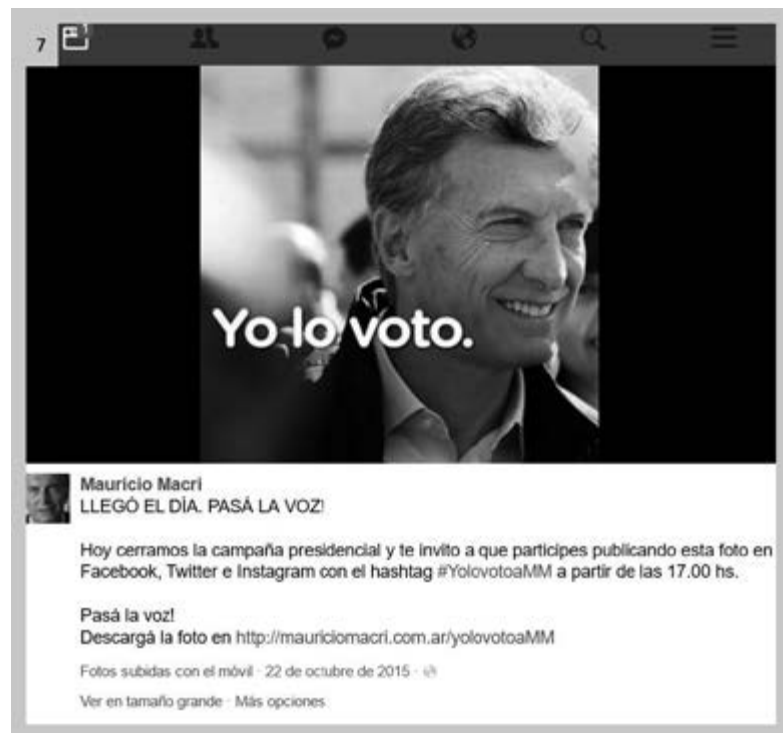 7
Yo lo voto.
Mauricio Macri
LLEGÓ EL DÍA. PASÁ LA VOZ!
Hoy cerramos la campaña presidencial y te invito a que participes publicando esta foto en
Facebook, Twitter e Instagram con el hashtag #YolovotoaMM a partir de las 17.00 hs.
Pasá la voz!
Descargá la foto en http://mauriciomacri.com.ar/yolovotoaMM
Fotos subidas con el móvil · 22 de octubre de 2015 ·
Ver en tamaño grande · Más opciones